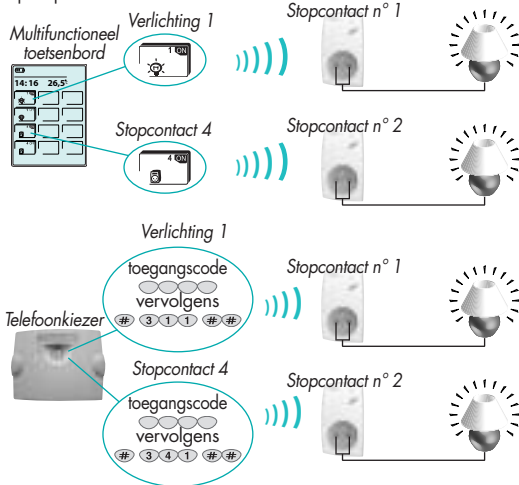 Verlichting 1
Stopcontact n° 1
Multifunctioneel
toetsenbord
1 ON
14:16 26,5°
Stopcontact 4
Stopcontact n° 2
4 ON
Verlichting 1
toegangscode
vervolgens
# 3 1 1 # #
Stopcontact n° 1
Telefoonkiezer
Stopcontact 4
toegangscode
vervolgens
# 3 4 1 # #
Stopcontact n° 2